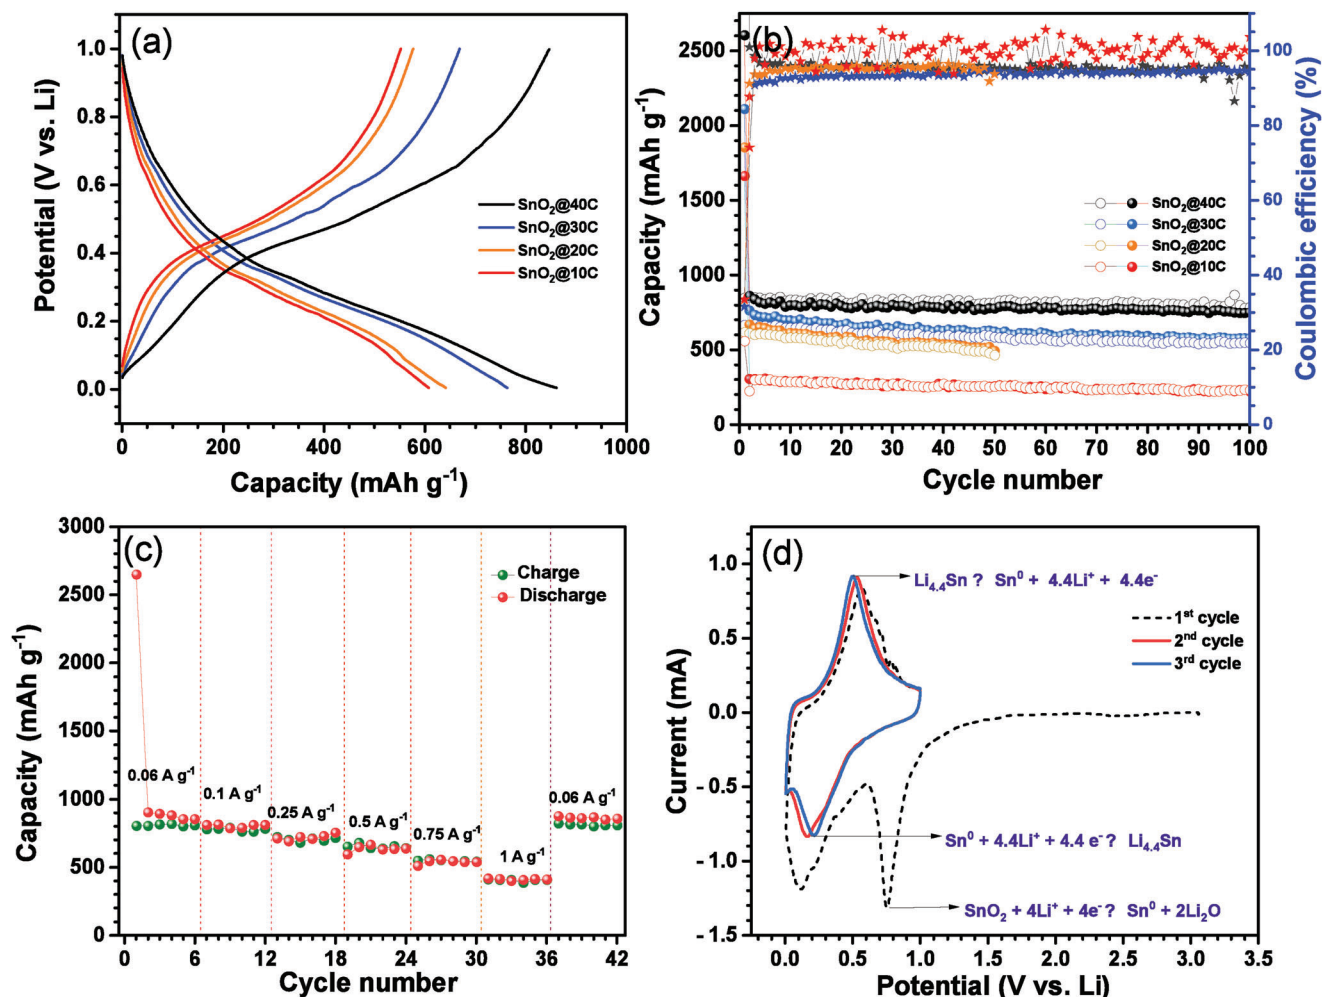 (a)
Potential (V vs. Li)
1.0
0.8
0.6
0.4
0.2
0.0
SnO2@40C
SnO2@30C
SnO2@20C
SnO2@10C
0 200 400 600 800 1000
Capacity (mAh g-1)
(b)
Capacity (mAh g-1)
2500
2000
1500
1000
500
0
SnO2@40C
SnO2@30C
SnO2@20C
SnO2@10C
100
80
60
40
20
0
Coulombic efficiency (%)
0 10 20 30 40 50 60 70 80 90 100
Cycle number
(c)
Capacity (mAh g-1)
3000
2500
2000
1500
1000
500
0
Charge
Discharge
0.06 A g-1
0.1 A g-1
0.25 A g-1
0.5 A g-1
0.75 A g-1
1 A g-1
0.06 A g-1
0 6 12 18 24 30 36 42
Cycle number
(d)
Current (mA)
1.0
0.5
0.0
- 0.5
- 1.0
- 1.5
Li4.4Sn ? Sn0 + 4.4Li+ + 4.4e-
1st cycle
2nd cycle
3rd cycle
Sn0 + 4.4Li+ + 4.4 e-? Li4.4Sn
SnO2 + 4Li+ + 4e-? Sn0 + 2Li2O
0.0 0.5 1.0 1.5 2.0 2.5 3.0 3.5
Potential (V vs. Li)